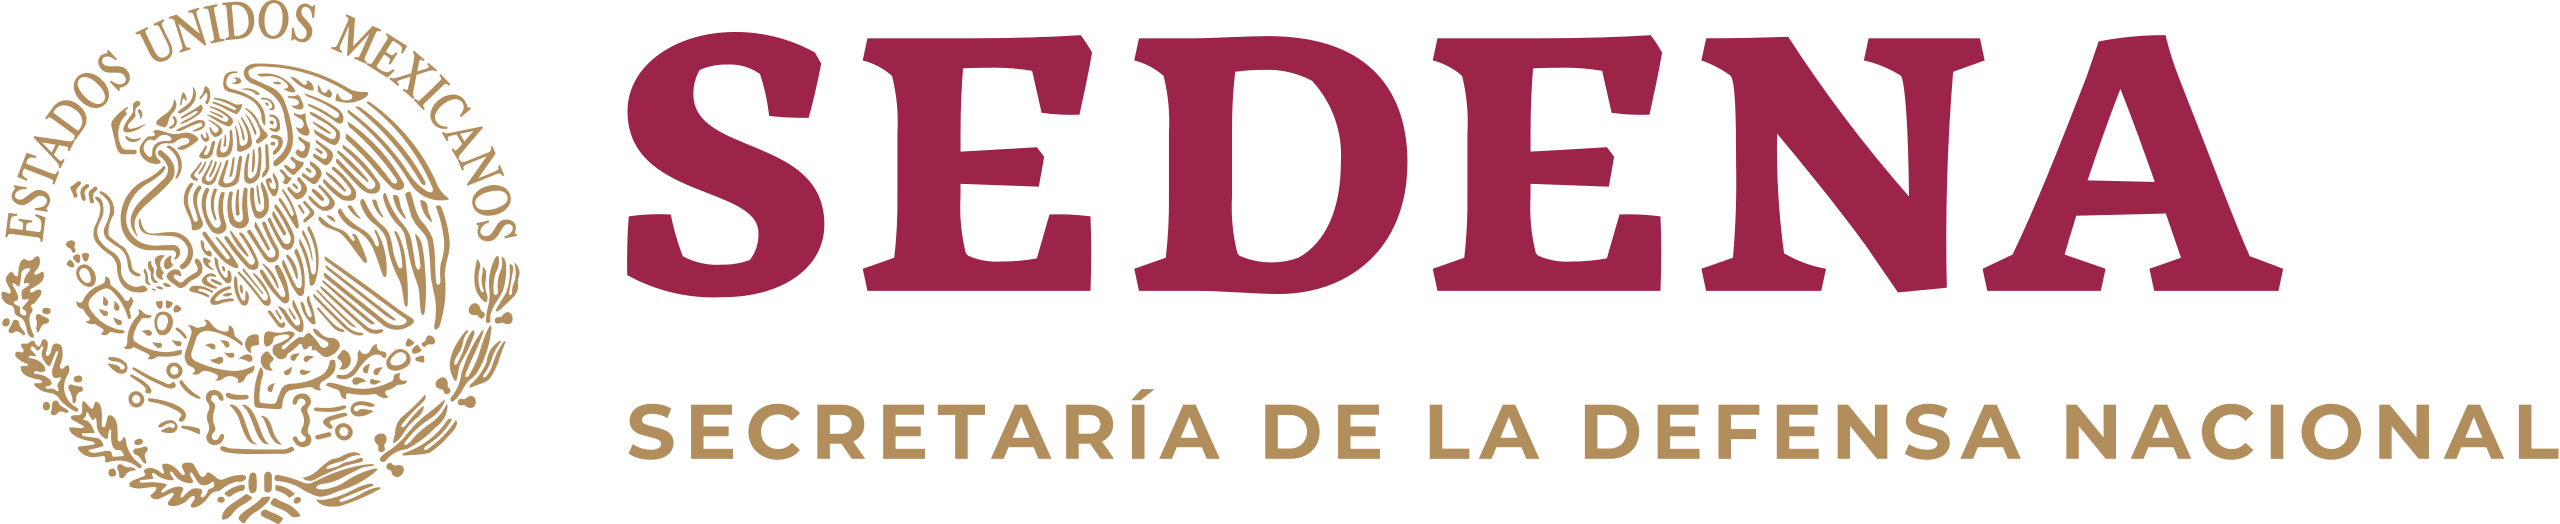 ESTADOS UNIDOS MEXICANOS
SEDENA
SECRETARÍA DE LA DEFENSA NACIONAL